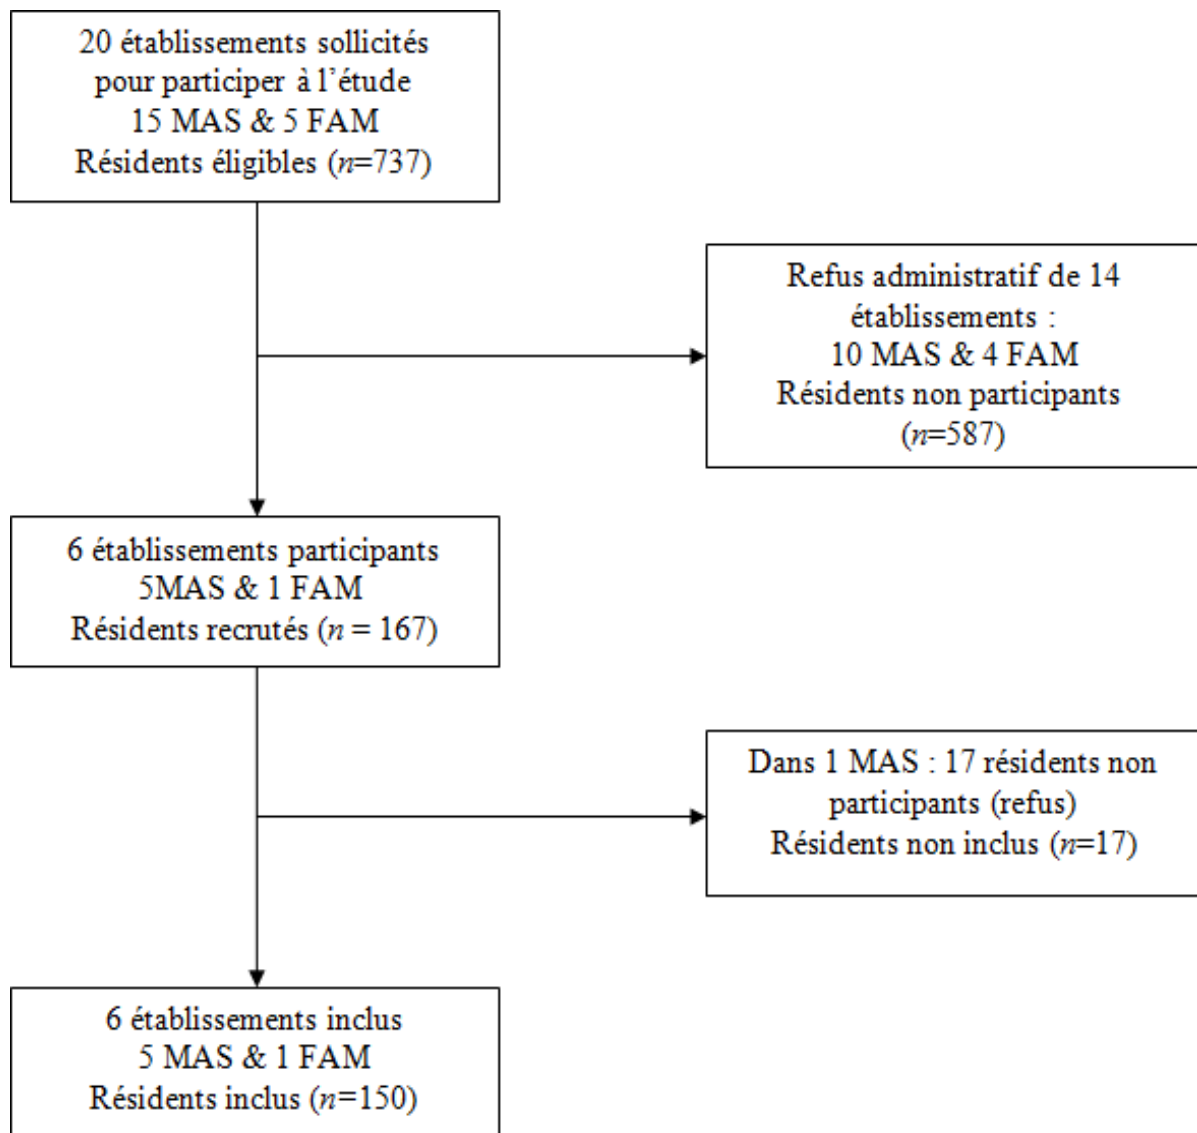 20 établissements sollicités
pour participer à l’étude
15 MAS & 5 FAM
Résidents éligibles (n=737)
Refus administratif de 14
établissements :
10 MAS & 4 FAM
Résidents non participants
(n=587)
6 établissements participants
5MAS & 1 FAM
Résidents recrutés (n = 167)
Dans 1 MAS : 17 résidents non
participants (refus)
Résidents non inclus (n=17)
6 établissements inclus
5 MAS & 1 FAM
Résidents inclus (n=150)